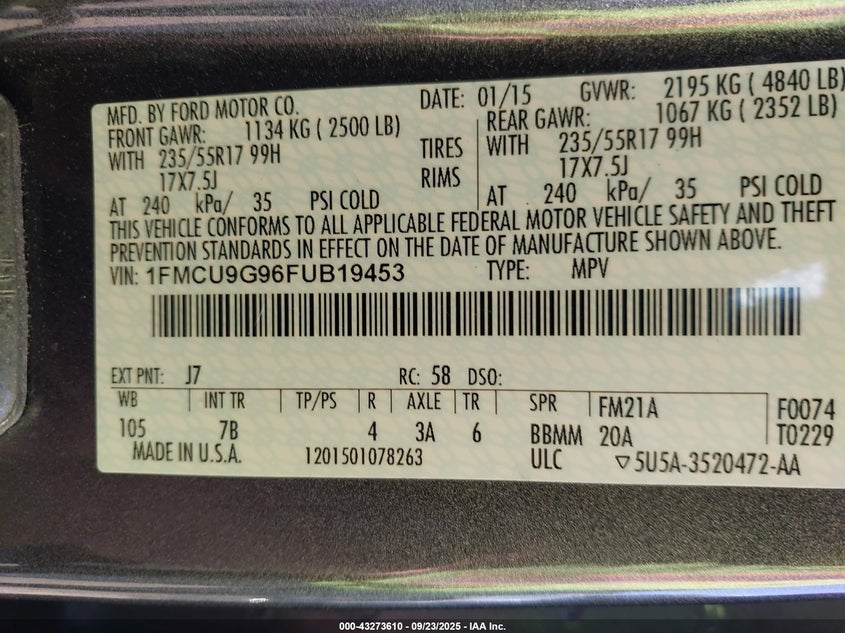 MFD. BY FORD MOTOR CO. DATE: 01/15 GVWR: 2195 KG ( 4840 LB)
FRONT GAWR: 1134 KG ( 2500 LB) REAR GAWR: 1067 KG ( 2352 LB)
WITH 235/55R17 99H TIRES WITH 235/55R17 99H
17X7.5J RIMS 17X7.5J
AT 240 kPa/ 35 PSI COLD AT 240 kPa/ 35 PSI COLD
THIS VEHICLE CONFORMS TO ALL APPLICABLE FEDERAL MOTOR VEHICLE SAFETY AND THEFT
PREVENTION STANDARDS IN EFFECT ON THE DATE OF MANUFACTURE SHOWN ABOVE.
VIN: 1FMCU9G96FUB19453 TYPE: MPV
EXT PNT: J7 RC: 58 DSO:
WB INT TR TP/PS R AXLE TR SPR FM21A F0074
105 7B 4 3A 6 BBMM 20A T0229
MADE IN U.S.A. 1201501078263 ULC ▽5U5A-3520472-AA
000-43273610 - 09/23/2025 - IAA Inc.